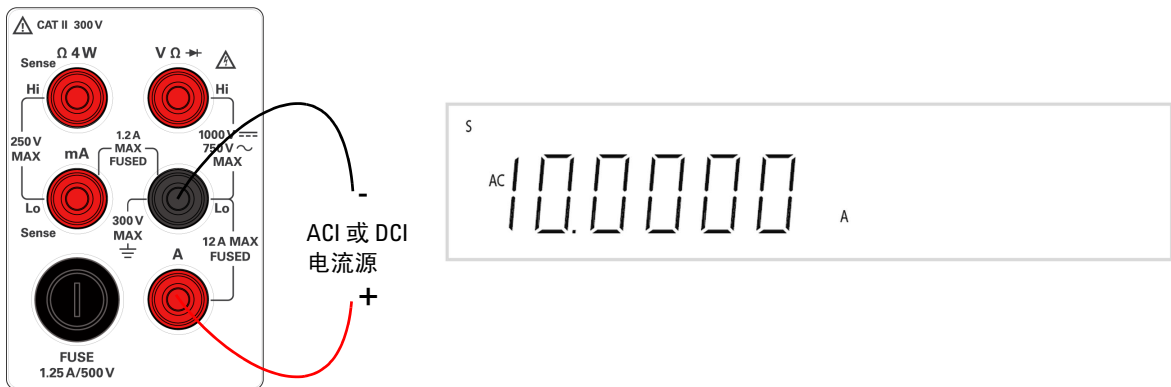 CAT II 300 V
Ω 4 W
V Ω
Sense
Hi
Hi
250 V
MAX
1.2 A
MAX
FUSED
1000 V
750 V
MAX
mA
Lo
Sense
Lo
300 V
MAX
12 A MAX
FUSED
A
FUSE
1.25 A/500 V
-
ACI 或 DCI
电流源
+
S
AC 10.0000 A